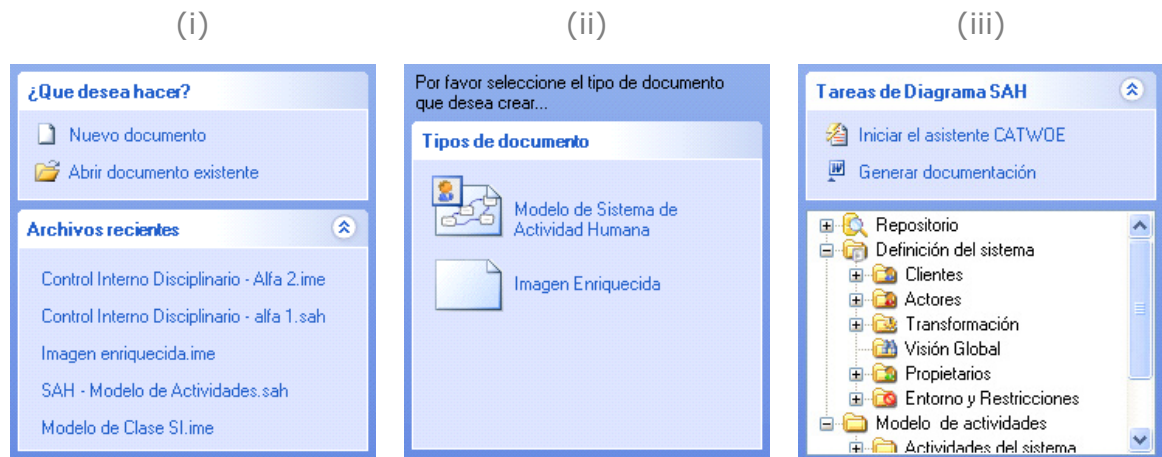 (i)
¿Que desea hacer?
Nuevo documento
Abrir documento existente
Archivos recientes
Control Interno Disciplinario - Alfa 2.ime
Control Interno Disciplinario - alfa 1.sah
Imagen enriquecida.ime
SAH - Modelo de Actividades.sah
Modelo de Clase SI.ime
(ii)
Por favor seleccione el tipo de documento
que desea crear...
Tipos de documento
Modelo de Sistema de
Actividad Humana
Imagen Enriquecida
(iii)
Tareas de Diagrama SAH
Iniciar el asistente CATWOE
Generar documentación
Repositorio
Definición del sistema
Clientes
Actores
Transformación
Visión Global
Propietarios
Entorno y Restricciones
Modelo de actividades
Actividades del sistema